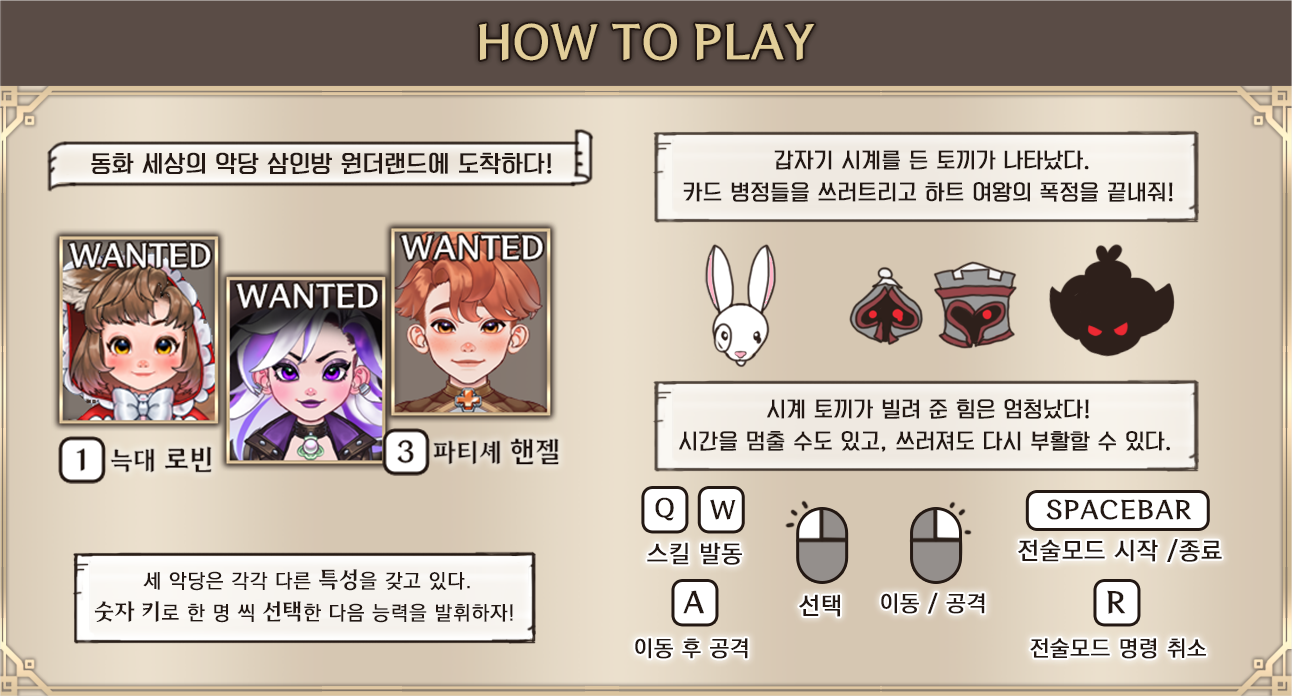 HOW TO PLAY
동화 세상의 악당 삼인방 원더랜드에 도착하다!
WANTED
WANTED
WANTED
1 늑대 로빈
3 파티셰 핸젤
세 악당은 각각 다른 특성을 갖고 있다.
숫자 키로 한 명 씩 선택한 다음 능력을 발휘하자!
갑자기 시계를 든 토끼가 나타났다.
카드 병정들을 쓰러트리고 하트 여왕의 폭정을 끝내줘!
시계 토끼가 빌려 준 힘은 엄청났다!
시간을 멈출 수도 있고, 쓰러져도 다시 부활할 수 있다.
Q W
스킬 발동
A
이동 후 공격
선택
이동 / 공격
SPACEBAR
전술모드 시작 /종료
R
전술모드 명령 취소